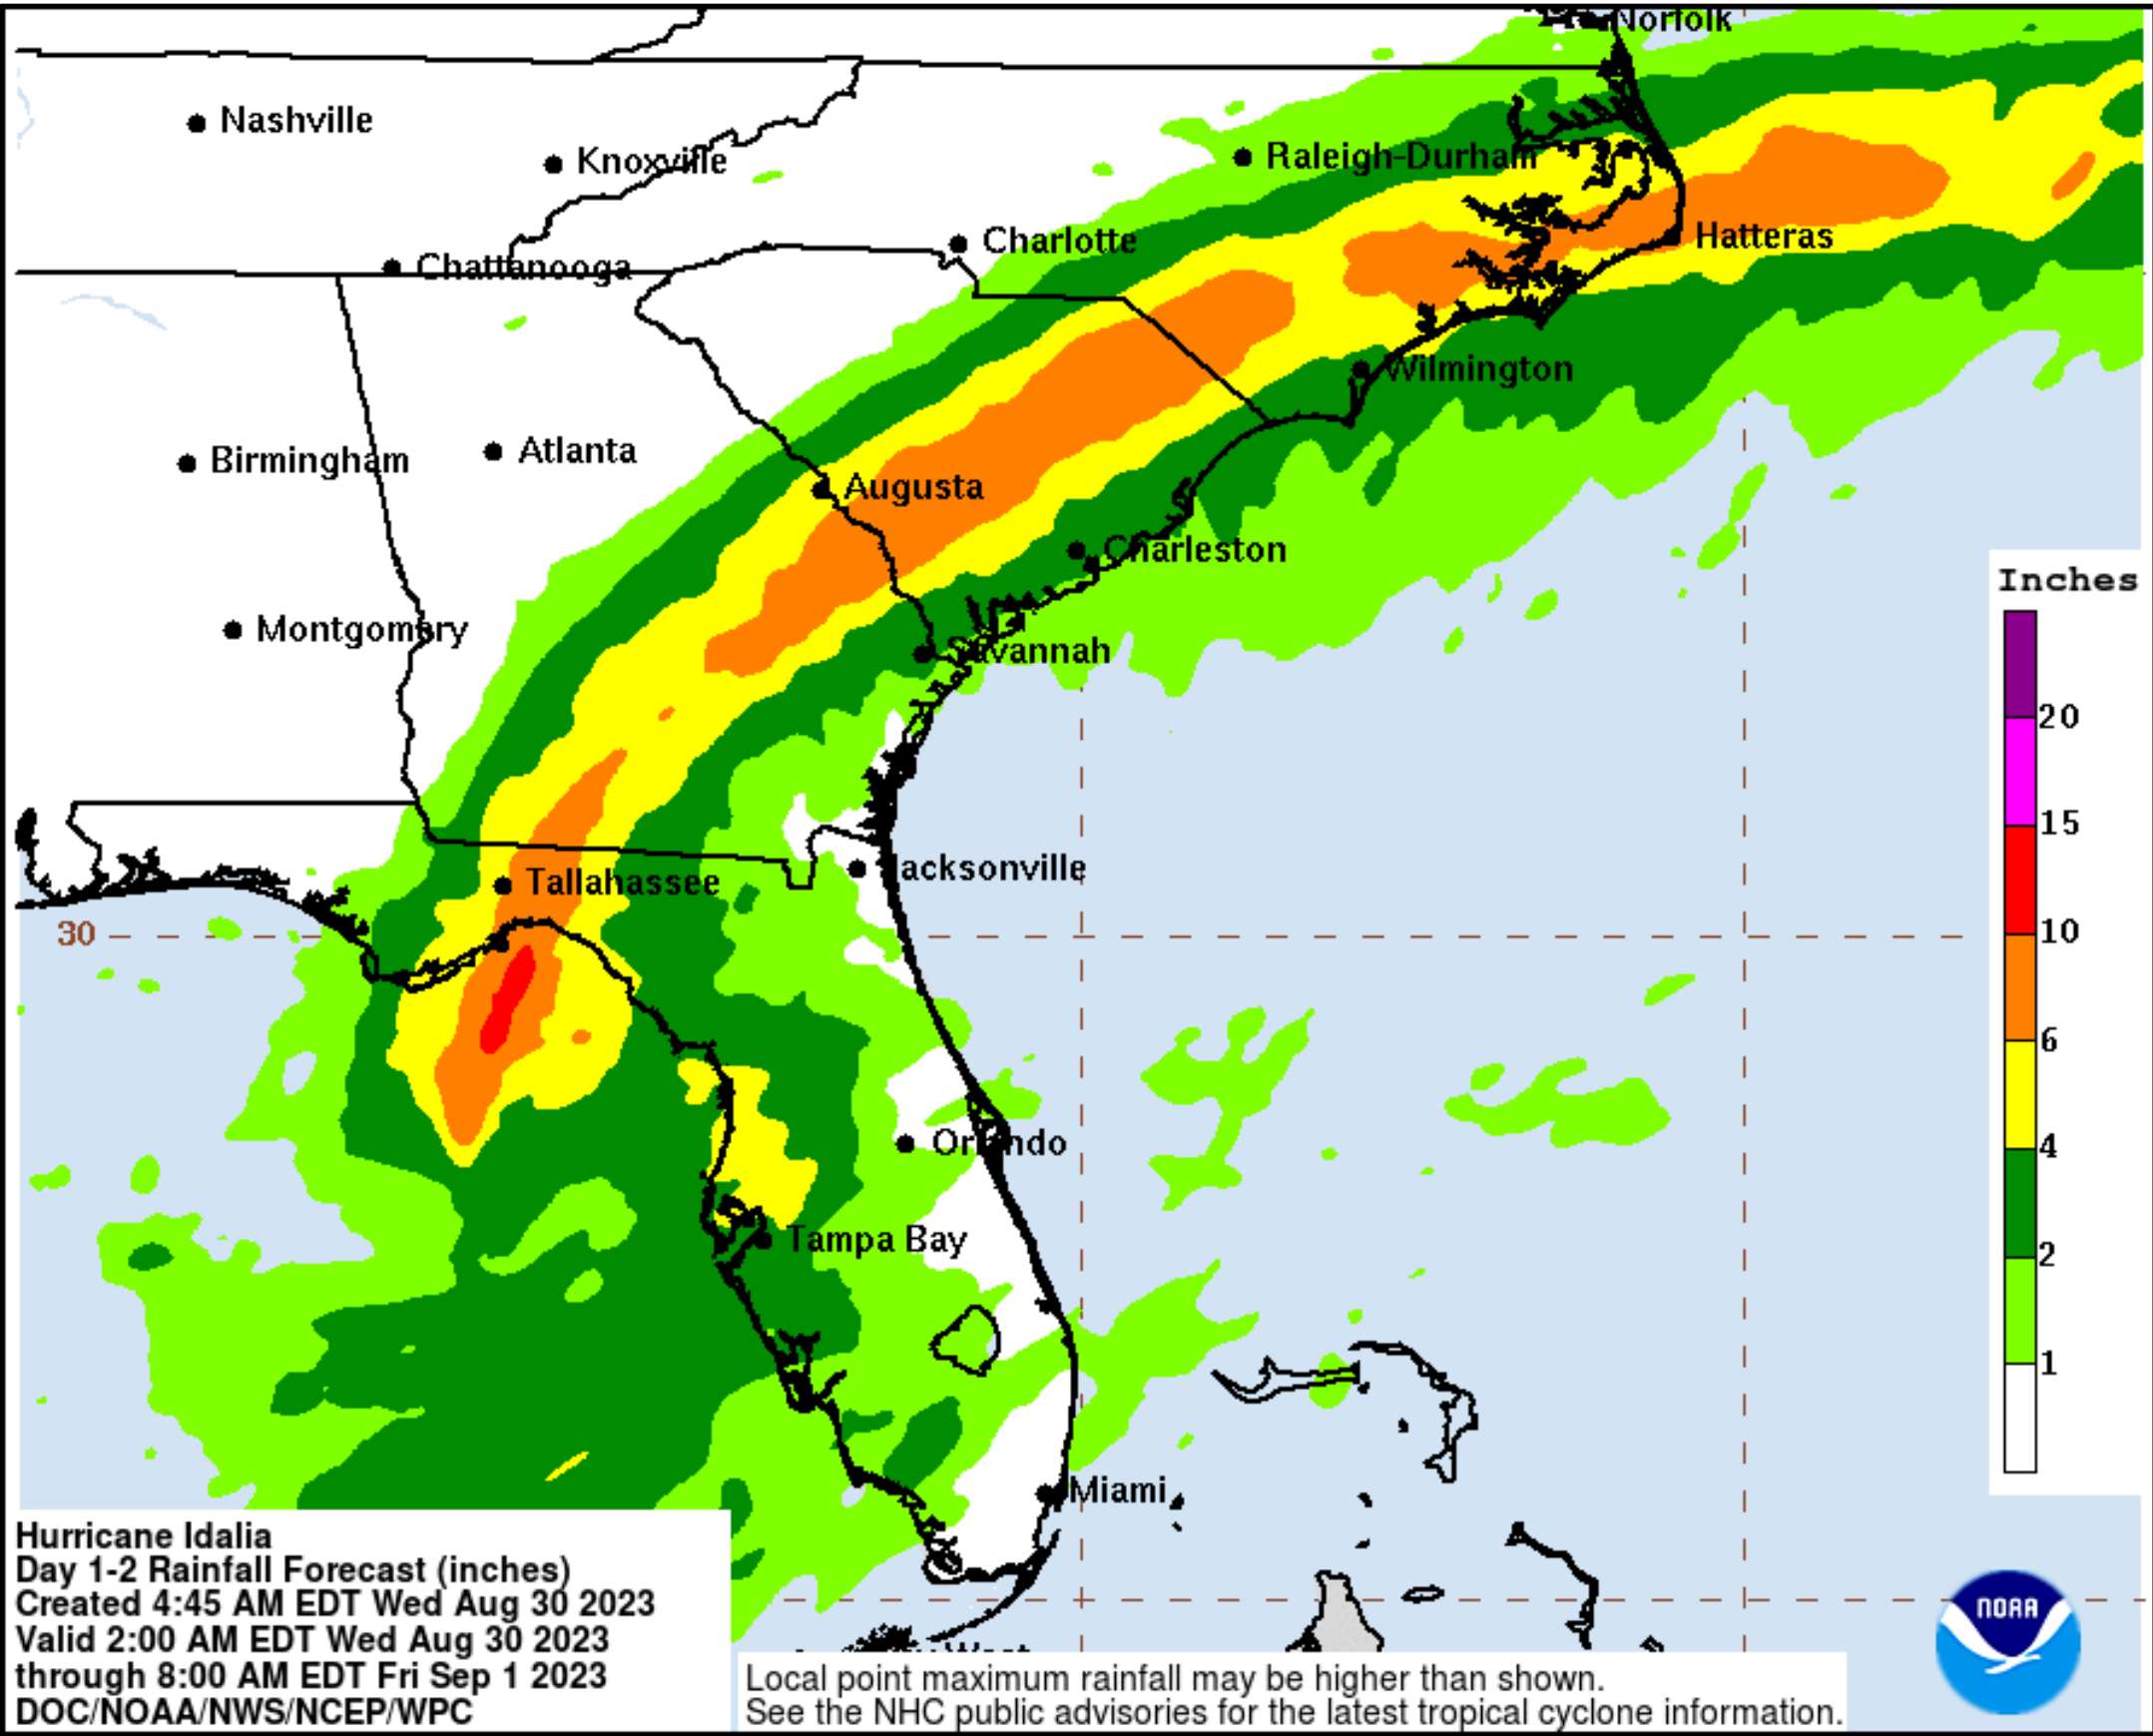 Norfolk
Nashville
Knoxville
Raleigh-Durham
Charlotte
Hatteras
Chattanooga
Wilmington
Birmingham
Atlanta
Augusta
Charleston
Inches
Montgomery
Savannah
20
15
Jacksonville
Tallahassee
30
10
6
4
Orlando
Tampa Bay
2
1
Miami
Hurricane Idalia
Day 1-2 Rainfall Forecast (inches)
Created 4:45 AM EDT Wed Aug 30 2023
Valid 2:00 AM EDT Wed Aug 30 2023
through 8:00 AM EDT Fri Sep 1 2023
DOC/NOAA/NWS/NCEP/WPC
NOAA
Local point maximum rainfall may be higher than shown.
See the NHC public advisories for the latest tropical cyclone information.